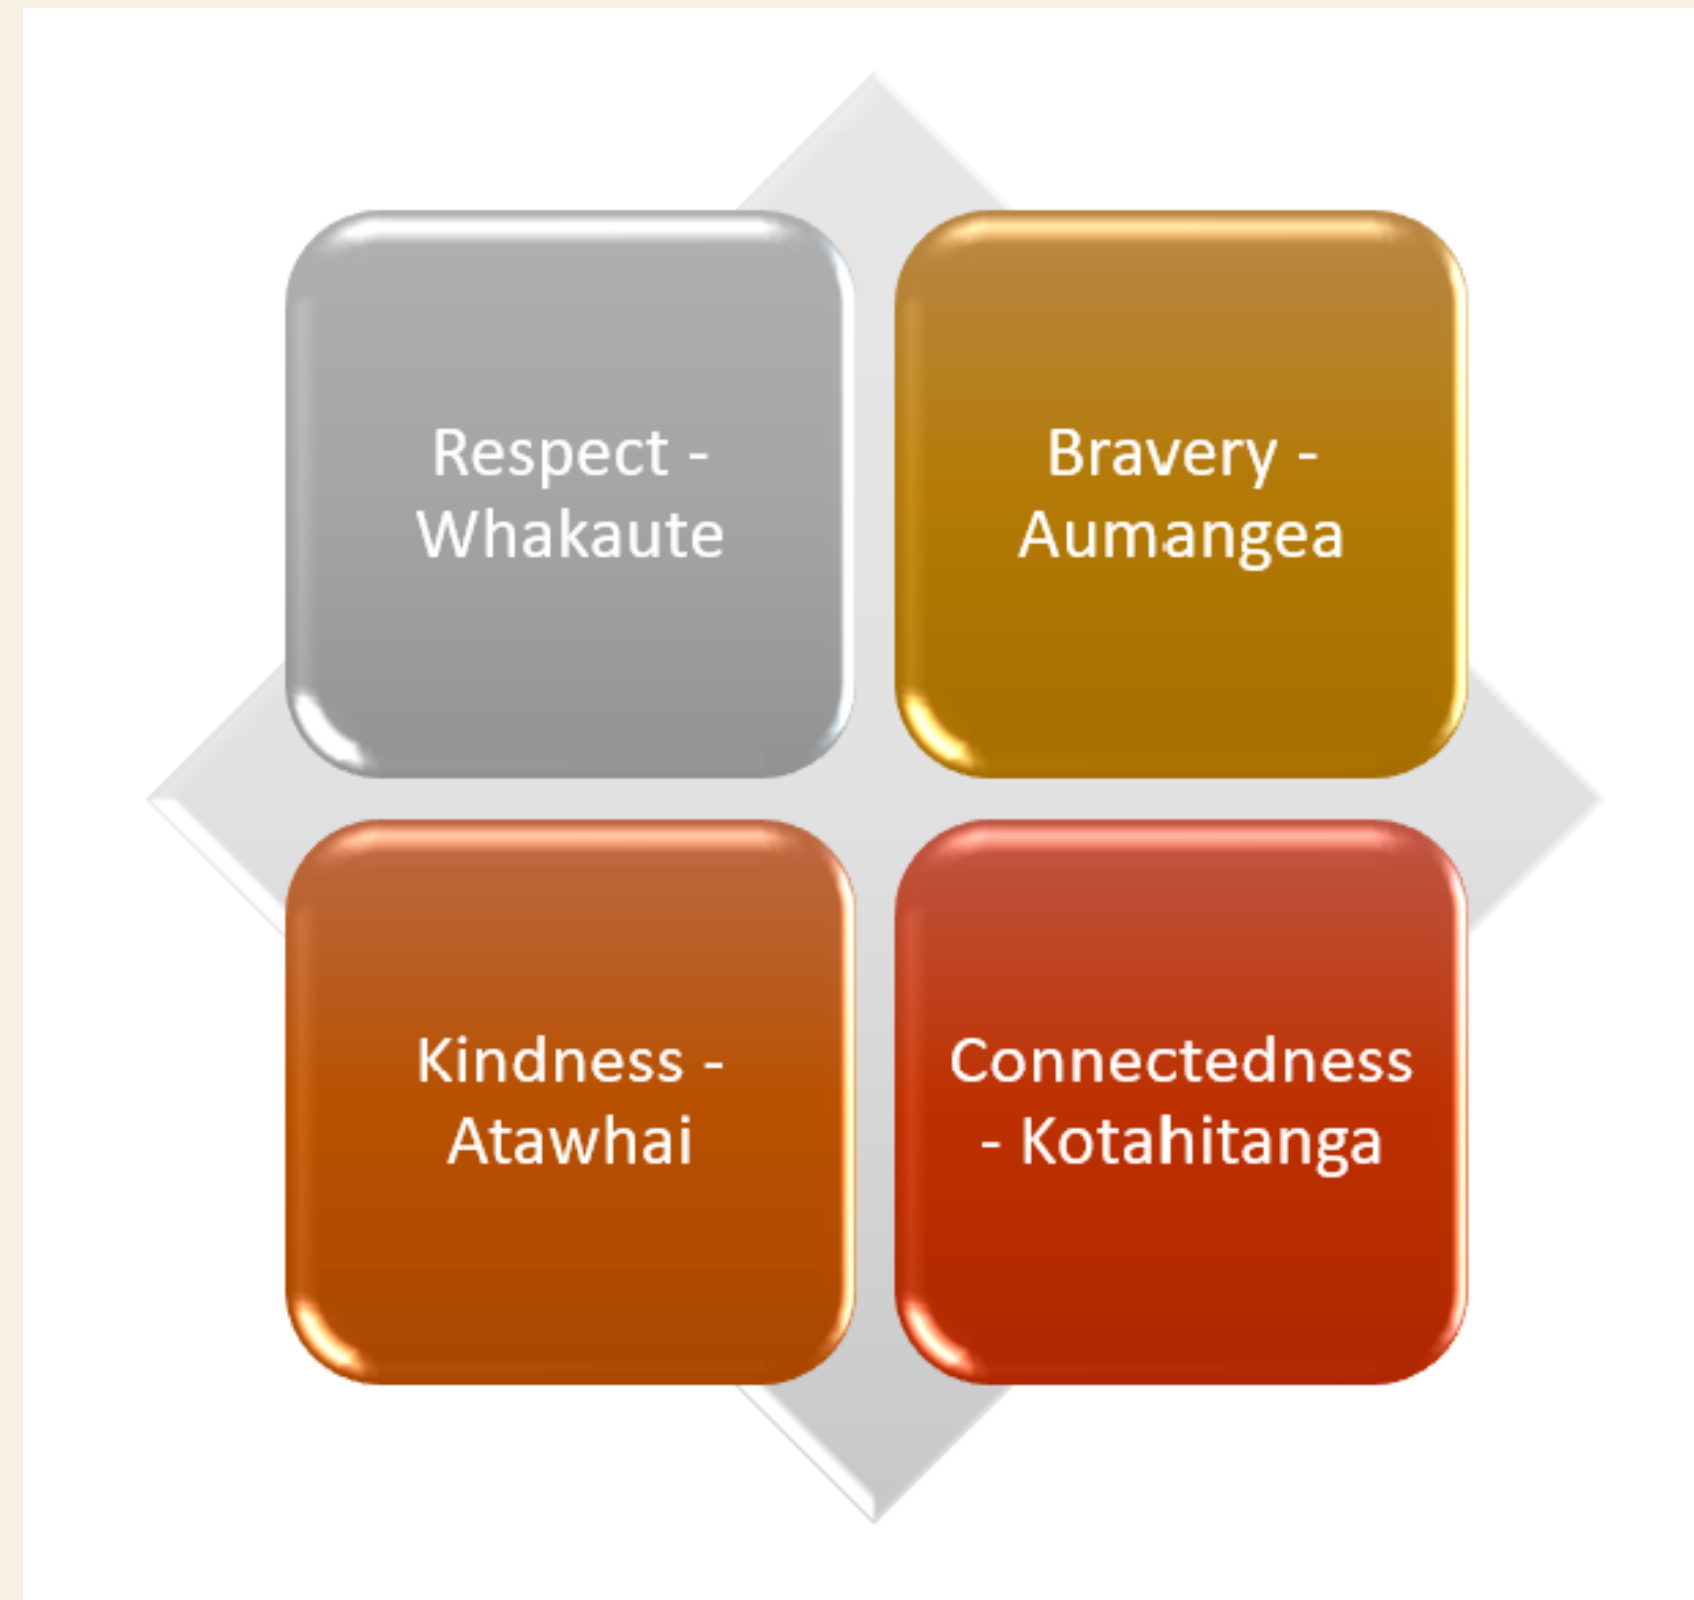 Respect -
Whakaute
Bravery -
Aumangea
Kindness -
Atawhai
Connectedness
- Kotahitanga